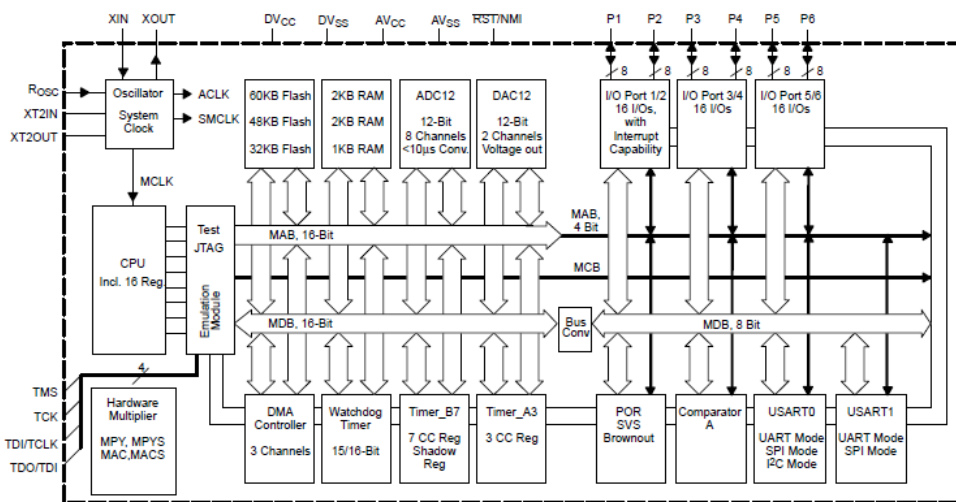 XIN XOUT DVCC DVSS AVCC AVSS RST/NMI P1 P2 P3 P4 P5 P6
8 8 8 8 8 8
ROSC
XT2IN
XT2OUT
Oscillator
System
Clock
ACLK
SMCLK
MCLK
60KB Flash
48KB Flash
32KB Flash
2KB RAM
2KB RAM
1KB RAM
ADC12
12-Bit
8 Channels
<10µs Conv.
DAC12
12-Bit
2 Channels
Voltage out
I/O Port 1/2
16 I/Os,
with
Interrupt
Capability
I/O Port 3/4
16 I/Os
I/O Port 5/6
16 I/Os
CPU
Incl. 16 Reg.
Test
JTAG
Emulation
Module
MAB, 16-Bit
MAB,
4 Bit
MCB
MDB, 16-Bit
Bus
Conv
MDB, 8 Bit
4
TMS
TCK
TDI/TCLK
TDO/TDI
Hardware
Multiplier
MPY, MPYS
MAC,MACS
DMA
Controller
3 Channels
Watchdog
Timer
15/16-Bit
Timer_B7
7 CC Reg
Shadow
Reg
Timer_A3
3 CC Reg
POR
SVS
Brownout
Comparator
A
USART0
UART Mode
SPI Mode
I²C Mode
USART1
UART Mode
SPI Mode